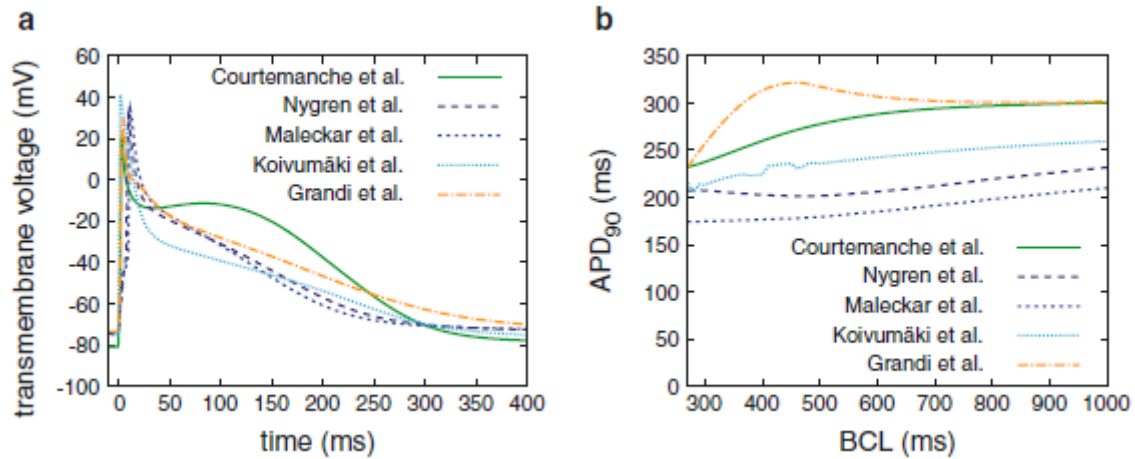 a
transmembrane voltage (mV)
60
40
20
0
-20
-40
-60
-80
-100
Courtemanche et al.
Nygren et al.
Maleckar et al.
Koivumäki et al.
Grandi et al.
0 50 100 150 200 250 300 350 400
time (ms)
b
APD90 (ms)
350
300
250
200
150
100
50
0
Courtemanche et al.
Nygren et al.
Maleckar et al.
Koivumäki et al.
Grandi et al.
300 400 500 600 700 800 900 1000
BCL (ms)